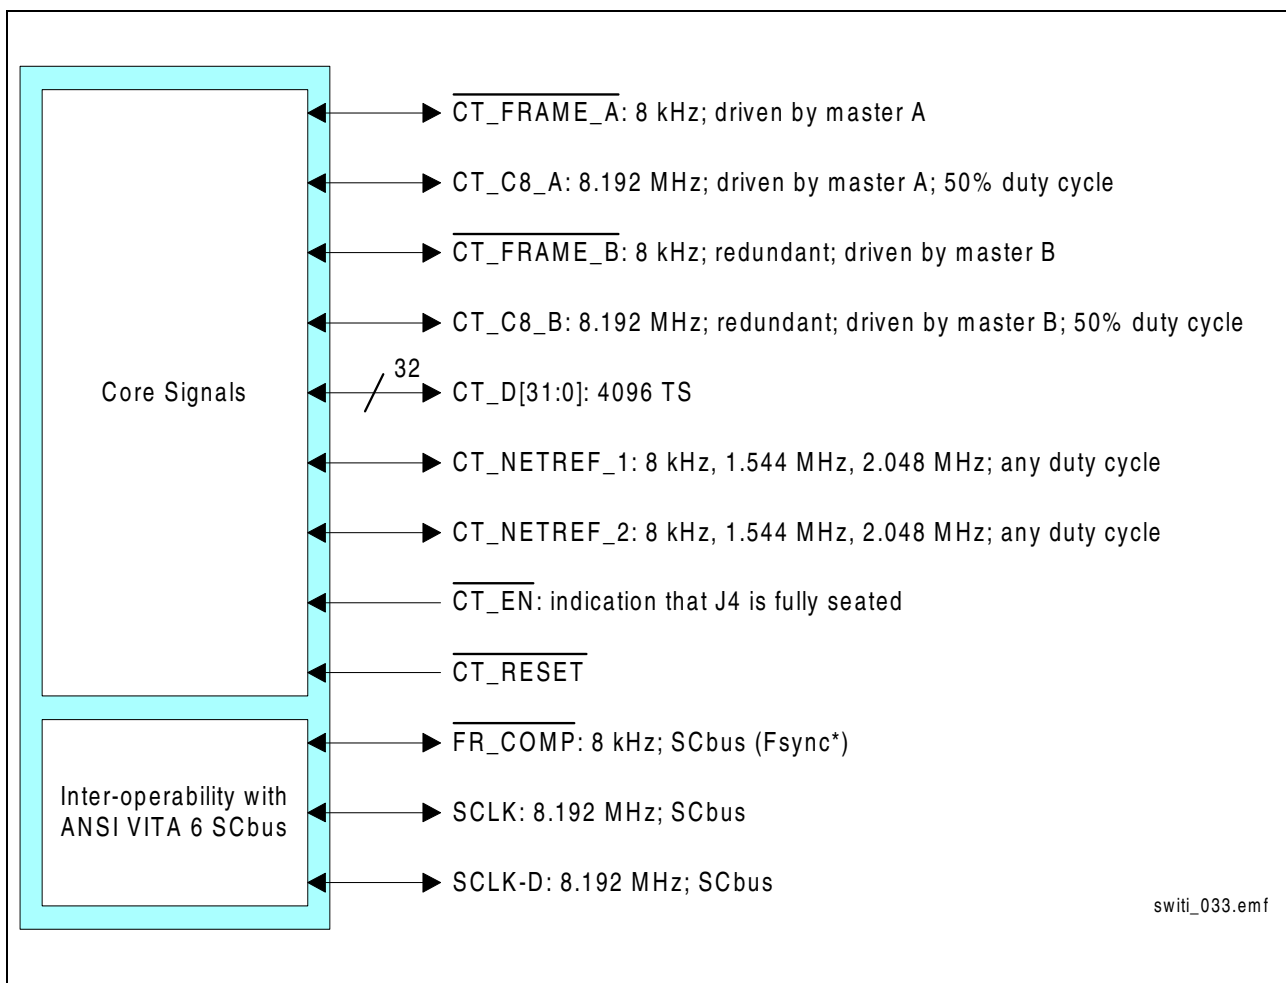 CT_FRAME_A: 8 kHz; driven by master A
CT_C8_A: 8.192 MHz; driven by master A; 50% duty cycle
CT_FRAME_B: 8 kHz; redundant; driven by master B
CT_C8_B: 8.192 MHz; redundant; driven by master B; 50% duty cycle
32
Core Signals
CT_D[31:0]: 4096 TS
CT_NETREF_1: 8 kHz, 1.544 MHz, 2.048 MHz; any duty cycle
CT_NETREF_2: 8 kHz, 1.544 MHz, 2.048 MHz; any duty cycle
CT_EN: indication that J4 is fully seated
CT_RESET
FR_COMP: 8 kHz; SCbus (Fsync*)
Inter-operability with
ANSI VITA 6 SCbus
SCLK: 8.192 MHz; SCbus
SCLK-D: 8.192 MHz; SCbus
switi_033.emf